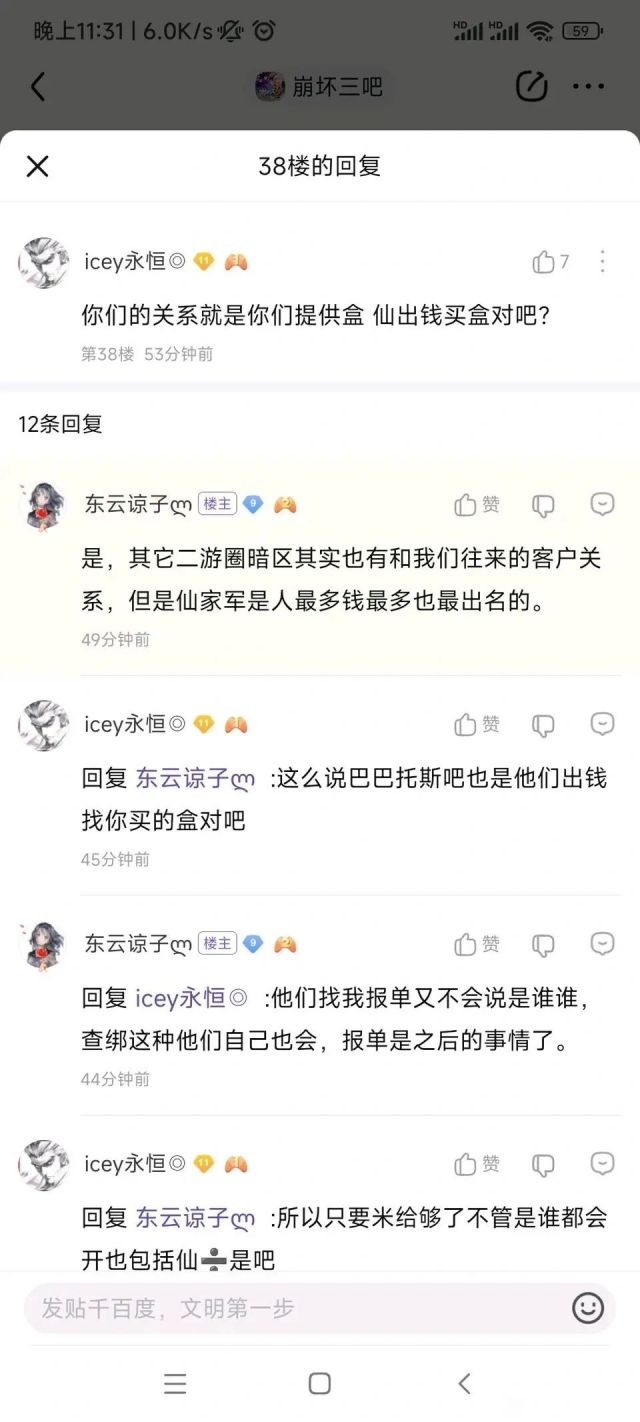 晚上11:31 | 6.0K/s
HD HD 59
崩坏三吧
38楼的回复
icey永恒◎ 11
7
你们的关系就是你们提供盒 仙出钱买盒对吧?
第38楼 53分钟前
12条回复
东云谅子ლ 楼主 9
赞
是，其它二游圈暗区其实也有和我们往来的客户关
系，但是仙家军是人最多钱最多也最出名的。
49分钟前
icey永恒◎ 11
赞
回复 东云谅子ლ :这么说巴巴托斯吧也是他们出钱
找你买的盒对吧
45分钟前
东云谅子ლ 楼主 9
赞
回复 icey永恒◎ :他们找我报单又不会说是谁谁，
查绑这种他们自己也会，报单是之后的事情了。
44分钟前
icey永恒◎ 11
赞
回复 东云谅子ლ :所以只要米给够了不管是谁都会
开也包括仙➗是吧
发贴千百度，文明第一步